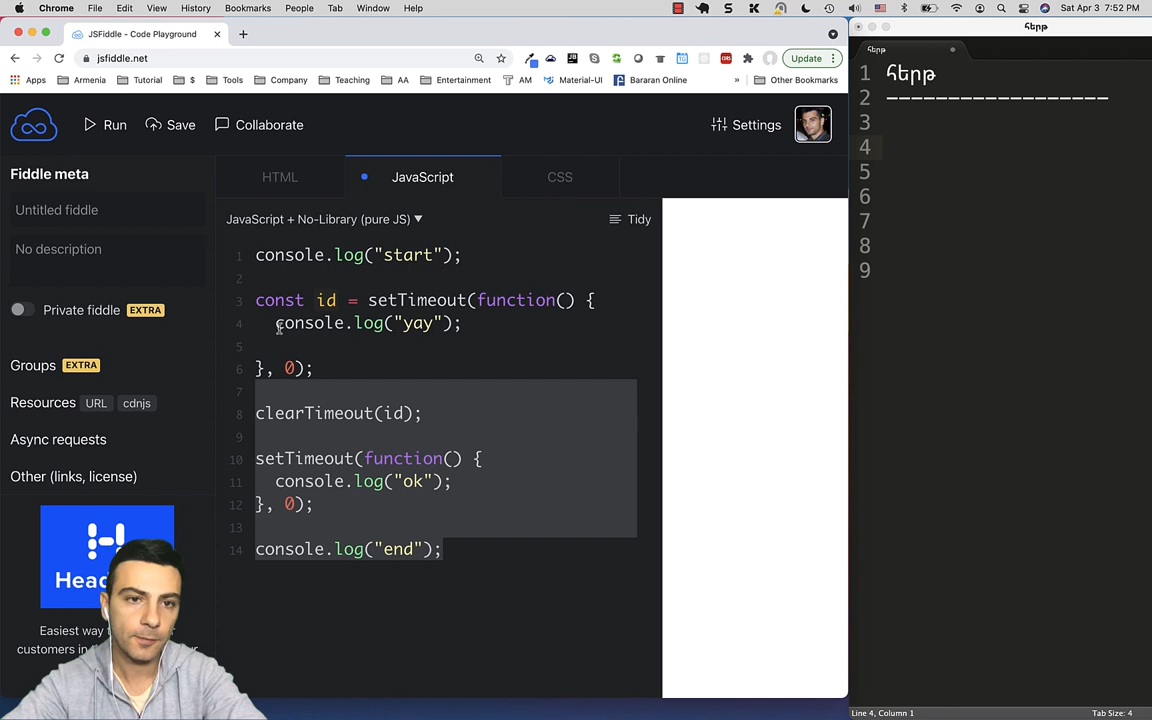 Chrome File Edit View History Bookmarks People Tab Window Help Sat Apr 3 7:52 PM
JSFiddle - Code Playground
jsfiddle.net
Update
Apps Armenia Tutorial $ Tools Company Teaching AA Entertainment AM Material-UI Bararan Online » Other Bookmarks
Run Save Collaborate Settings
Fiddle meta
Untitled fiddle
No description
Private fiddle EXTRA
Groups EXTRA
Resources URL cdnjs
Async requests
Other (links, license)
Head
Easiest way
customers in
HTML JavaScript CSS
JavaScript + No-Library (pure JS) ▼ Tidy
1 console.log("start");
2
3 const id = setTimeout(function() {
4 console.log("yay");
5
6 }, 0);
7
8 clearTimeout(id);
9
10 setTimeout(function() {
11 console.log("ok");
12 }, 0);
13
14 console.log("end");
հերթ
հերթ
1 հերթ
2 ------------------
3
4
5
6
7
8
9
Line 4, Column 1 Tab Size: 4